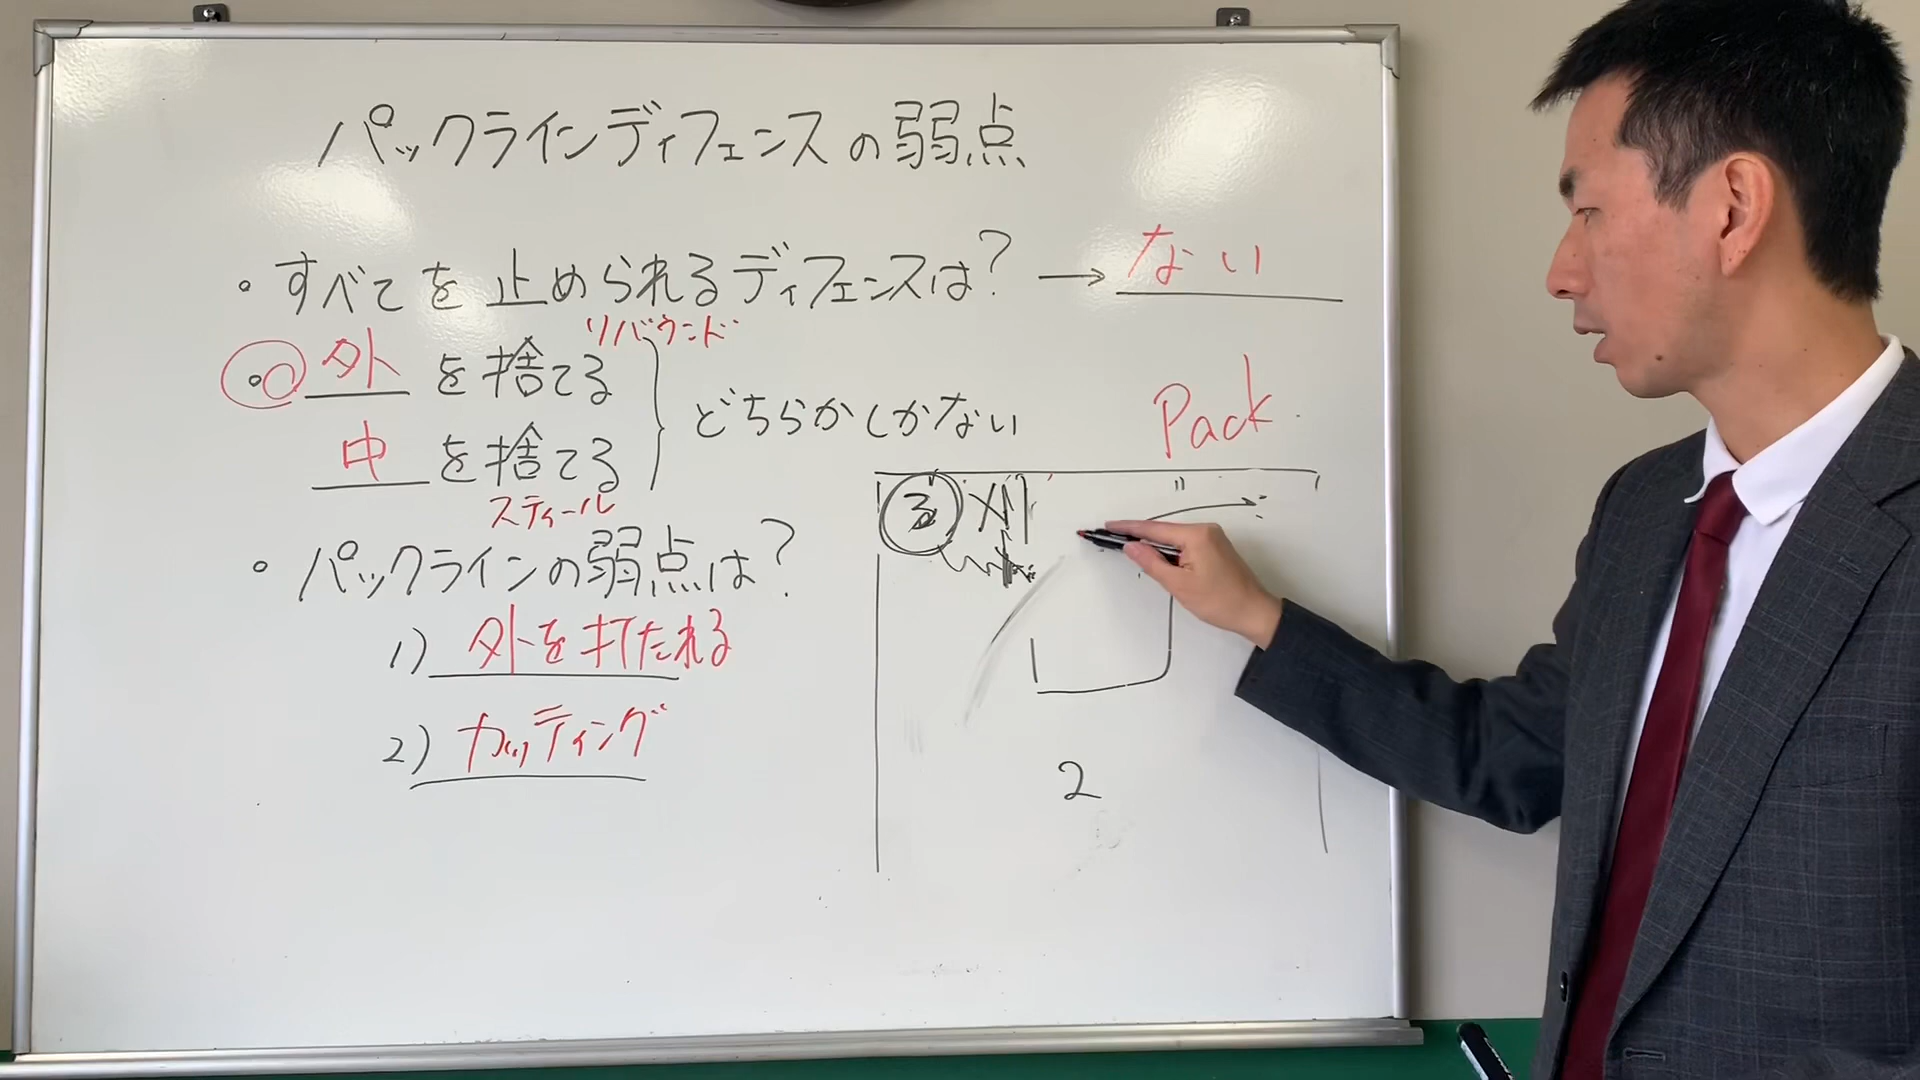 パックラインディフェンスの弱点
・すべてを止められるディフェンスは? → ない
リバウンド
外を捨てる
どちらかしかない
Pack
中を捨てる
スティール
・パックラインの弱点は?
1) 外を打たれる
2) カッティング
2